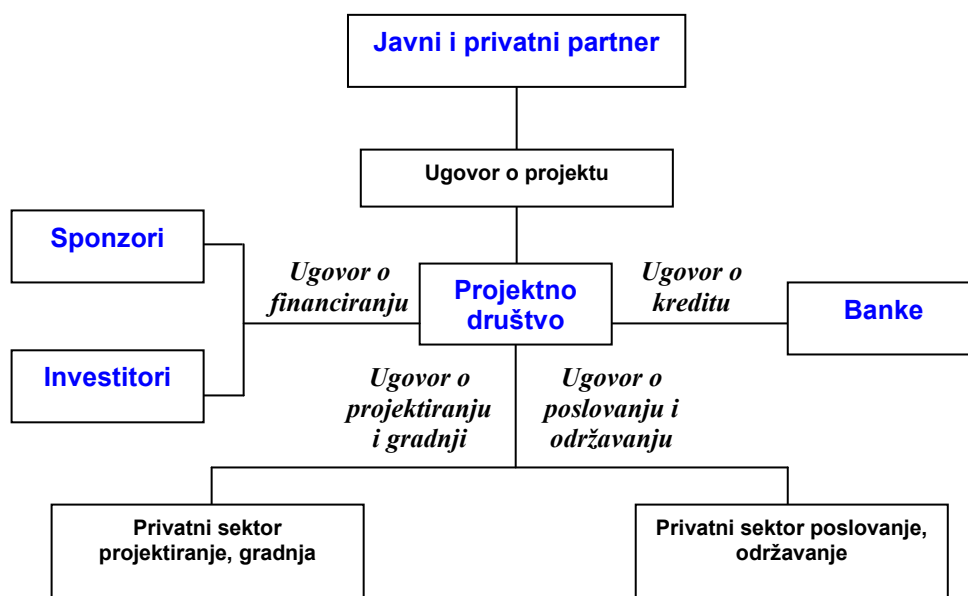 Javni i privatni partner
Ugovor o projektu
Sponzori
Investitori
Ugovor o
financiranju
Projektno
društvo
Ugovor o
kreditu
Banke
Ugovor o
projektiranju
i gradnji
Ugovor o
poslovanju i
održavanju
Privatni sektor
projektiranje, gradnja
Privatni sektor poslovanje,
održavanje